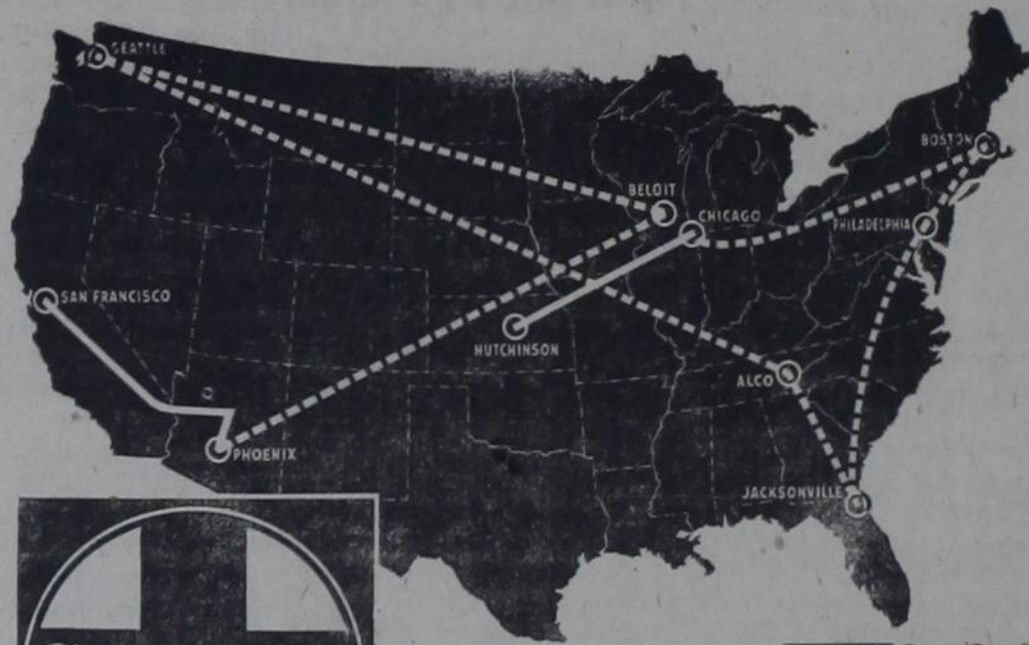 SEATTLE
BOSTON
BELOIT
CHICAGO
PHILADELPHIA
SAN FRANCISCO
HUTCHINSON
ALCO
PHOENIX
JACKSONVILLE